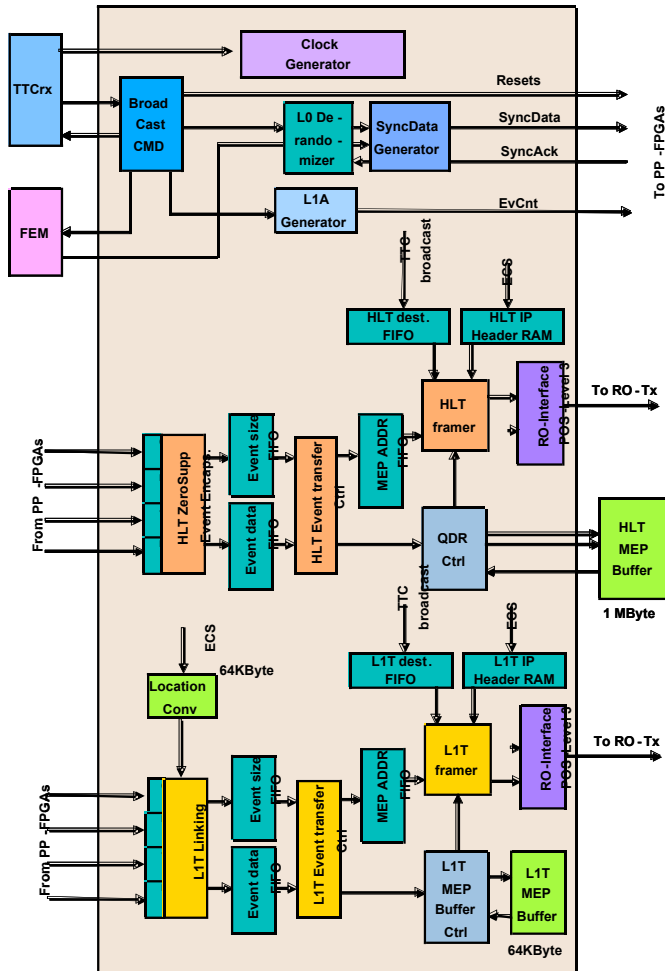 Clock
Generator
TTCrx
Broad
Cast
CMD
Resets
L0 De -
rando -
mizer
SyncData
Generator
SyncData
SyncAck
To PP -FPGAs
FEM
L1A
Generator
EvCnt
TTC
broadcast
ECS
HLT dest.
FIFO
HLT IP
Header RAM
HLT
framer
RO-Interface
POS -Level 3
To RO - Tx
From PP -FPGAs
HLT ZeroSupp
Event Encaps.
Event size
FIFO
Event data
FIFO
HLT Event transfer
Ctrl
MEP ADDR
FIFO
QDR
Ctrl
HLT
MEP
Buffer
1 MByte
TTC
broadcast
ECS
ECS
64KByte
Location
Conv
L1T dest.
FIFO
L1T IP
Header RAM
L1T
framer
RO-Interface
POS -Level 3
To RO - Tx
From PP -FPGAs
L1T Linking
Event size
FIFO
Event data
FIFO
L1T Event transfer
Ctrl
MEP ADDR
FIFO
L1T
MEP
Buffer
Ctrl
L1T
MEP
Buffer
64KByte